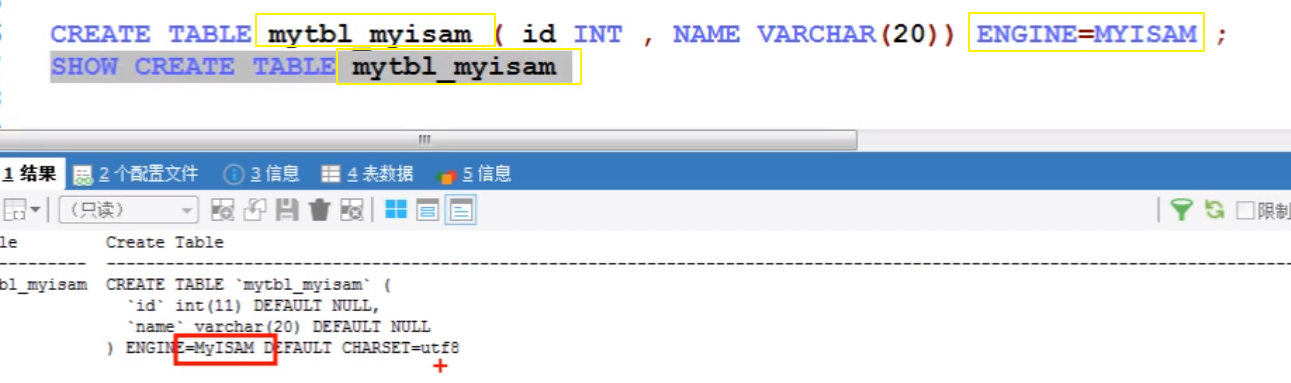 CREATE TABLE mytbl_myisam ( id INT , NAME VARCHAR(20)) ENGINE=MYISAM ;
SHOW CREATE TABLE mytbl_myisam
1 结果 2 个配置文件 3 信息 4 表数据 5 信息
（只读） 限制
le Create Table
--------- ------------------------------------------------------------
bl_myisam CREATE TABLE `mytbl_myisam` (
`id` int(11) DEFAULT NULL,
`name` varchar(20) DEFAULT NULL
) ENGINE=MyISAM DEFAULT CHARSET=utf8